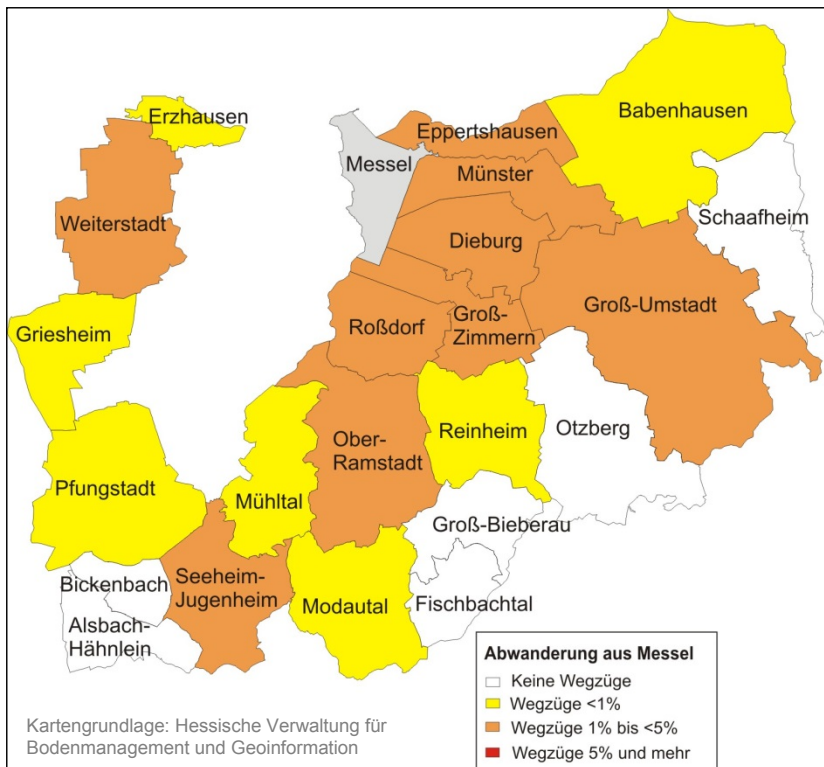 Babenhausen
Erzhausen
Eppertshausen
Messel
Münster
Schaafheim
Weiterstadt
Dieburg
Groß-Umstadt
Griesheim
Roßdorf
Groß-
Zimmern
Otzberg
Reinheim
Ober-
Ramstadt
Pfungstadt
Mühltal
Groß-Bieberau
Bickenbach
Seeheim-
Jugenheim
Modautal
Fischbachtal
Alsbach-
Hähnlein
Abwanderung aus Messel
Keine Wegzüge
Wegzüge <1%
Wegzüge 1% bis <5%
Wegzüge 5% und mehr
Kartengrundlage: Hessische Verwaltung für
Bodenmanagement und Geoinformation